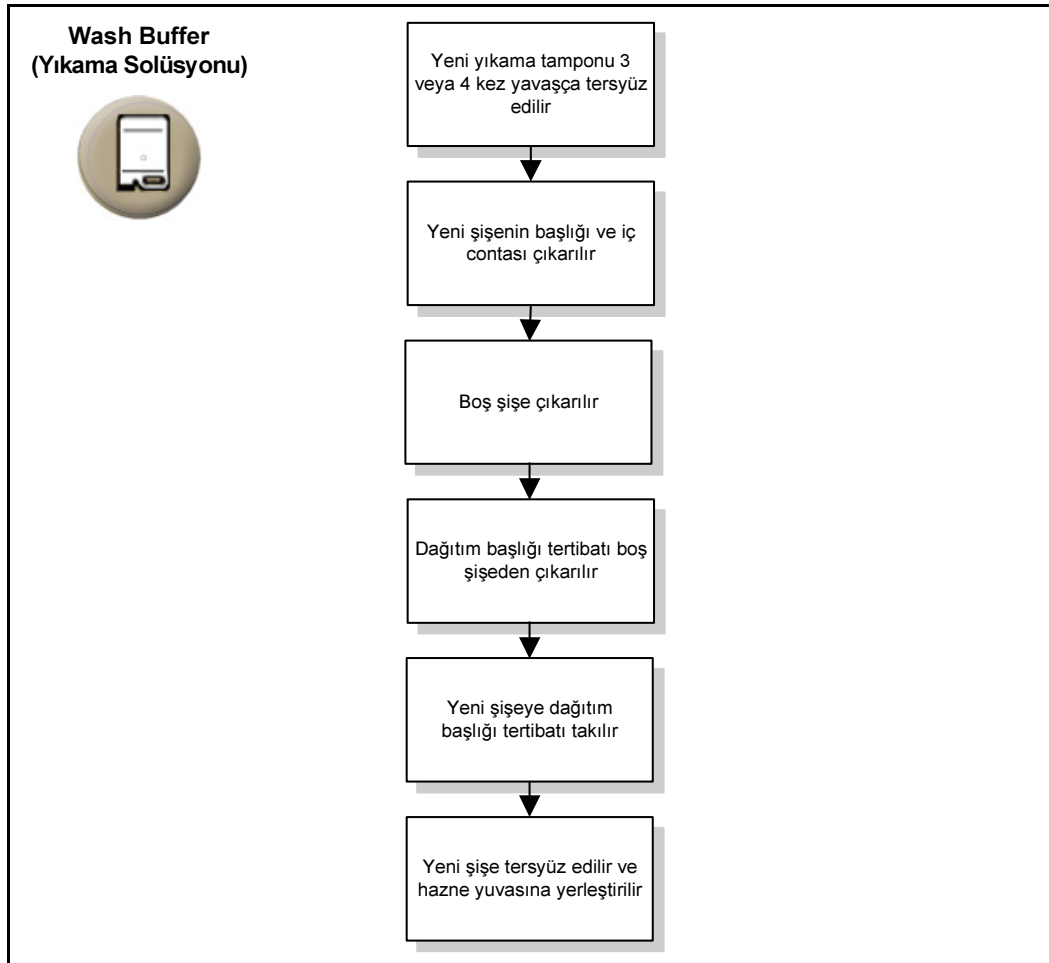 Wash Buffer
(Yıkama Solüsyonu)
Yeni yıkama tamponu 3
veya 4 kez yavaşça tersyüz
edilir
Yeni şişenin başlığı ve iç
contası çıkarılır
Boş şişe çıkarılır
Dağıtım başlığı tertibatı boş
şişeden çıkarılır
Yeni şişeye dağıtım
başlığı tertibatı takılır
Yeni şişe tersyüz edilir ve
hazne yuvasına yerleştirilir